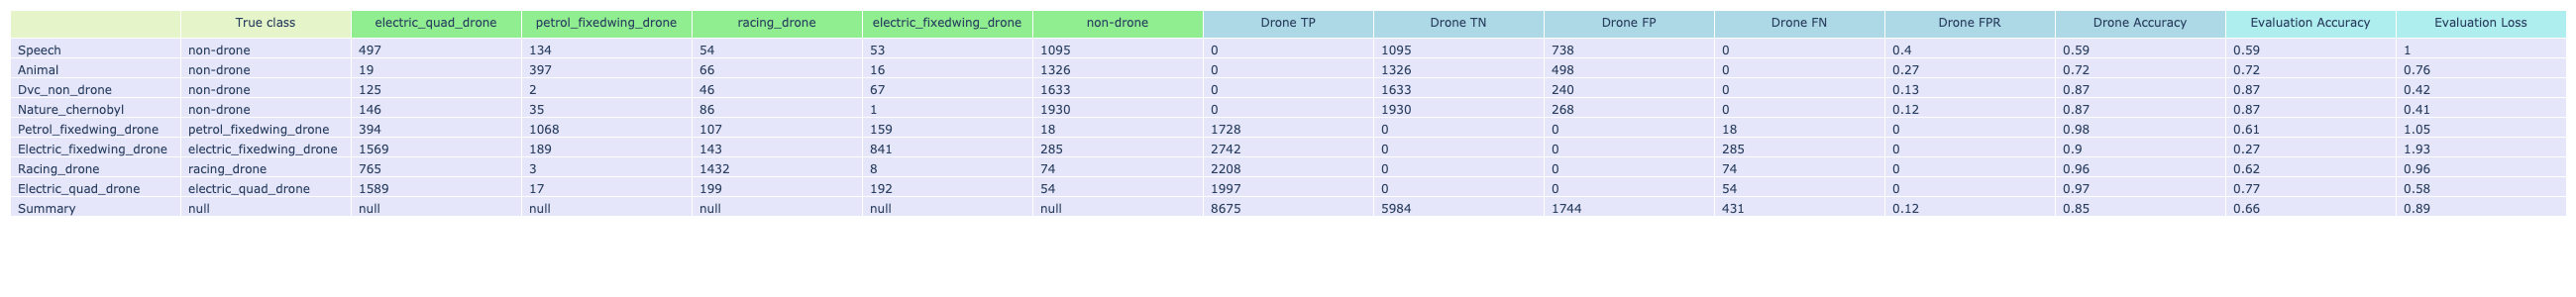 True class electric_quad_drone petrol_fixedwing_drone racing_drone electric_fixedwing_drone non-drone Drone TP Drone TN Drone FP Drone FN Drone FPR Drone Accuracy Evaluation Accuracy Evaluation Loss
Speech non-drone 497 134 54 53 1095 0 1095 738 0 0.4 0.59 0.59 1
Animal non-drone 19 397 66 16 1326 0 1326 498 0 0.27 0.72 0.72 0.76
Dvc_non_drone non-drone 125 2 46 67 1633 0 1633 240 0 0.13 0.87 0.87 0.42
Nature_chernobyl non-drone 146 35 86 1 1930 0 1930 268 0 0.12 0.87 0.87 0.41
Petrol_fixedwing_drone petrol_fixedwing_drone 394 1068 107 159 18 1728 0 0 18 0 0.98 0.61 1.05
Electric_fixedwing_drone electric_fixedwing_drone 1569 189 143 841 285 2742 0 0 285 0 0.9 0.27 1.93
Racing_drone racing_drone 765 3 1432 8 74 2208 0 0 74 0 0.96 0.62 0.96
Electric_quad_drone electric_quad_drone 1589 17 199 192 54 1997 0 0 54 0 0.97 0.77 0.58
Summary null null null null null null 8675 5984 1744 431 0.12 0.85 0.66 0.89